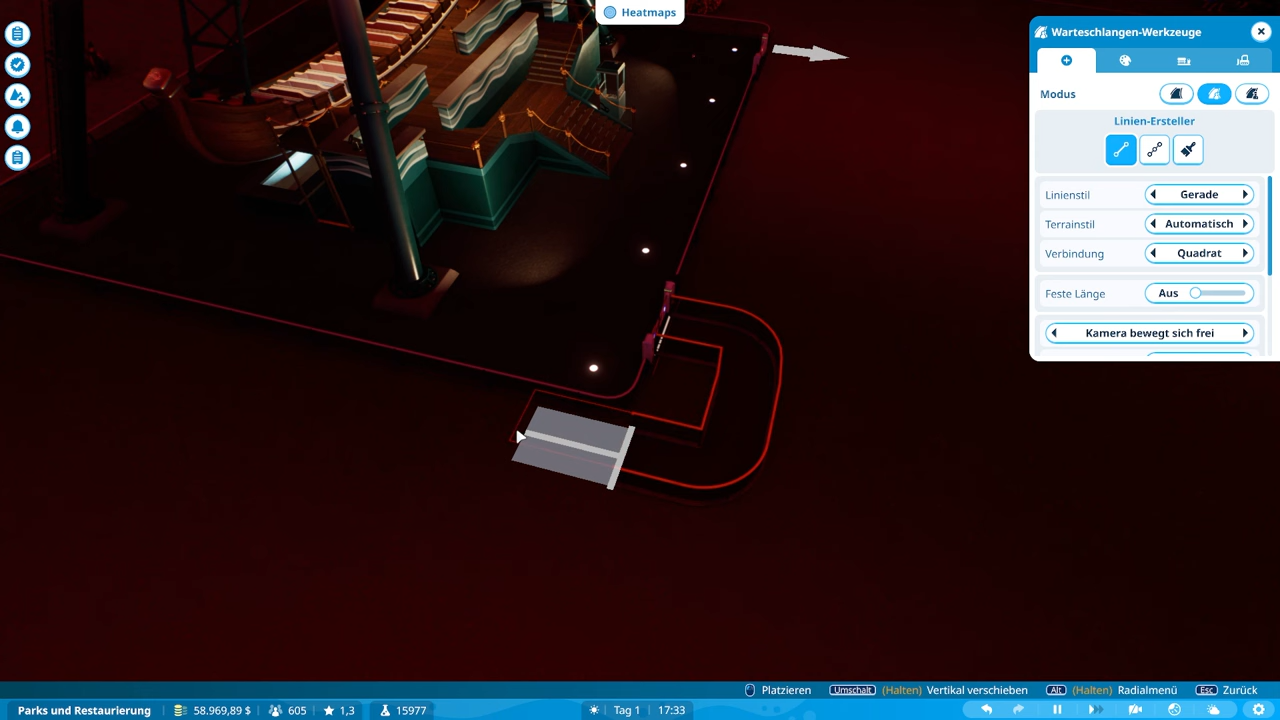 Heatmaps
Warteschlangen-Werkzeuge
Modus
Linien-Ersteller
Linienstil Gerade
Terrainstil Automatisch
Verbindung Quadrat
Feste Länge Aus
Kamera bewegt sich frei
Platzieren Umschalt (Halten) Vertikal verschieben Alt (Halten) Radialmenü Esc Zurück
Parks und Restaurierung 58.969,89 $ 605 1,3 15977 Tag 1 17:33